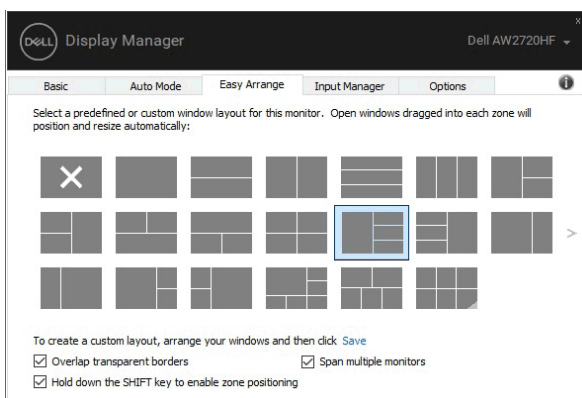 x
DELL Display Manager Dell AW2720HF
Basic Auto Mode Easy Arrange Input Manager Options i
Select a predefined or custom window layout for this monitor. Open windows dragged into each zone will
position and resize automatically:
>
To create a custom layout, arrange your windows and then click Save
Overlap transparent borders Span multiple monitors
Hold down the SHIFT key to enable zone positioning